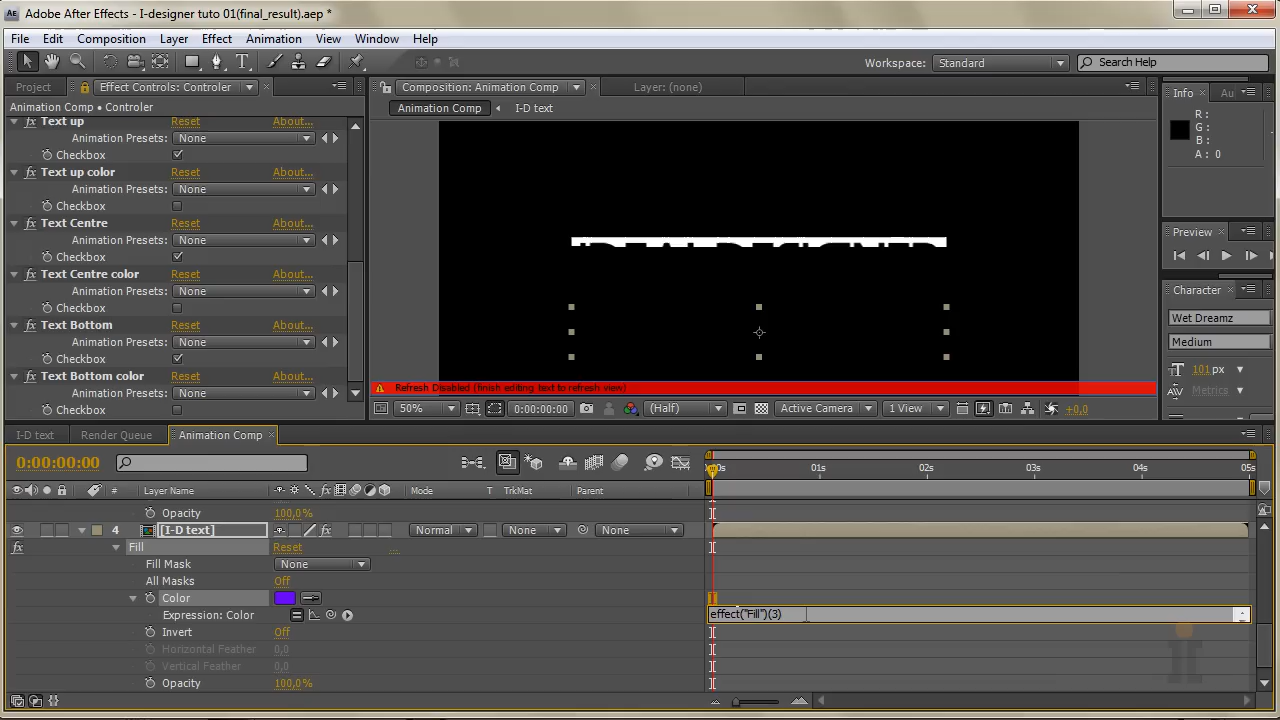 Adobe After Effects - I-designer tuto 01(final_result).aep *
File Edit Composition Layer Effect Animation View Window Help
Workspace: Standard Search Help
Project Effect Controls: Controler Composition: Animation Comp Layer: (none) Info Au
Animation Comp • Controler
Animation Comp I-D text
R :
G :
B :
A : 0
Text up Reset About...
Animation Presets: None
Checkbox
Text up color Reset About...
Animation Presets: None
Checkbox
Text Centre Reset About...
Animation Presets: None
Checkbox
Text Centre color Reset About...
Animation Presets: None
Checkbox
Text Bottom Reset About...
Animation Presets: None
Checkbox
Text Bottom color Reset About...
Animation Presets: None
Checkbox
Preview
Character
Wet Dreamz
Medium
101 px
Metrics
Refresh Disabled (finish editing text to refresh view)
50% 0:00:00:00 (Half) Active Camera 1 View +0,0
I-D text Render Queue Animation Comp
0:00:00:00
01s 02s 03s 04s 05s
# Layer Name Mode T TrkMat Parent
Opacity 100,0%
4 [I-D text] Normal None None
Fill Reset ...
Fill Mask None
All Masks Off
Color
Expression: Color effect("Fill")(3)
Invert Off
Horizontal Feather 0,0
Vertical Feather 0,0
Opacity 100,0%